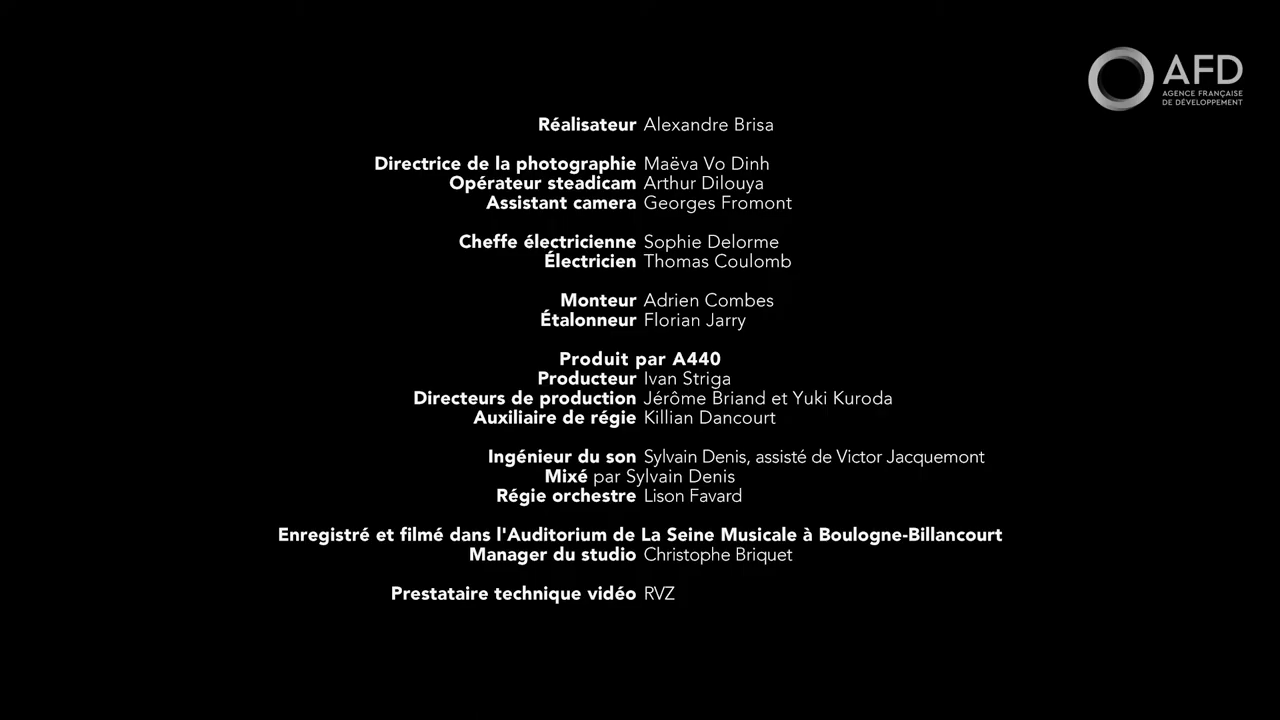 AFD
AGENCE FRANÇAISE
DE DÉVELOPPEMENT
Réalisateur Alexandre Brisa
Directrice de la photographie Maëva Vo Dinh
Opérateur steadicam Arthur Dilouya
Assistant camera Georges Fromont
Cheffe électricienne Sophie Delorme
Électricien Thomas Coulomb
Monteur Adrien Combes
Étalonneur Florian Jarry
Produit par A440
Producteur Ivan Striga
Directeurs de production Jérôme Briand et Yuki Kuroda
Auxiliaire de régie Killian Dancourt
Ingénieur du son Sylvain Denis, assisté de Victor Jacquemont
Mixé par Sylvain Denis
Régie orchestre Lison Favard
Enregistré et filmé dans l'Auditorium de La Seine Musicale à Boulogne-Billancourt
Manager du studio Christophe Briquet
Prestataire technique vidéo RVZ